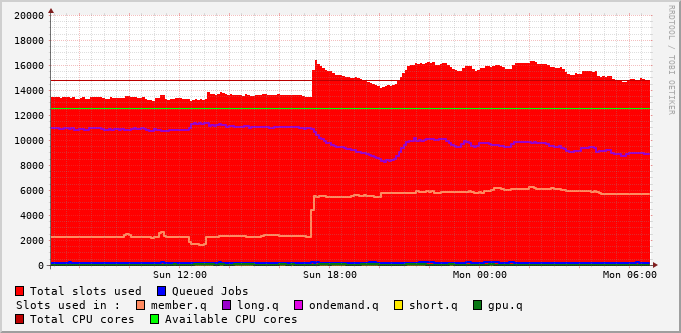 20000
18000
16000
14000
12000
10000
8000
6000
4000
2000
0
Sun 12:00 Sun 18:00 Mon 00:00 Mon 06:00
RRDTOOL / TOBI OETIKER
Total slots used Queued Jobs
Slots used in : member.q long.q ondemand.q short.q gpu.q
Total CPU cores Available CPU cores